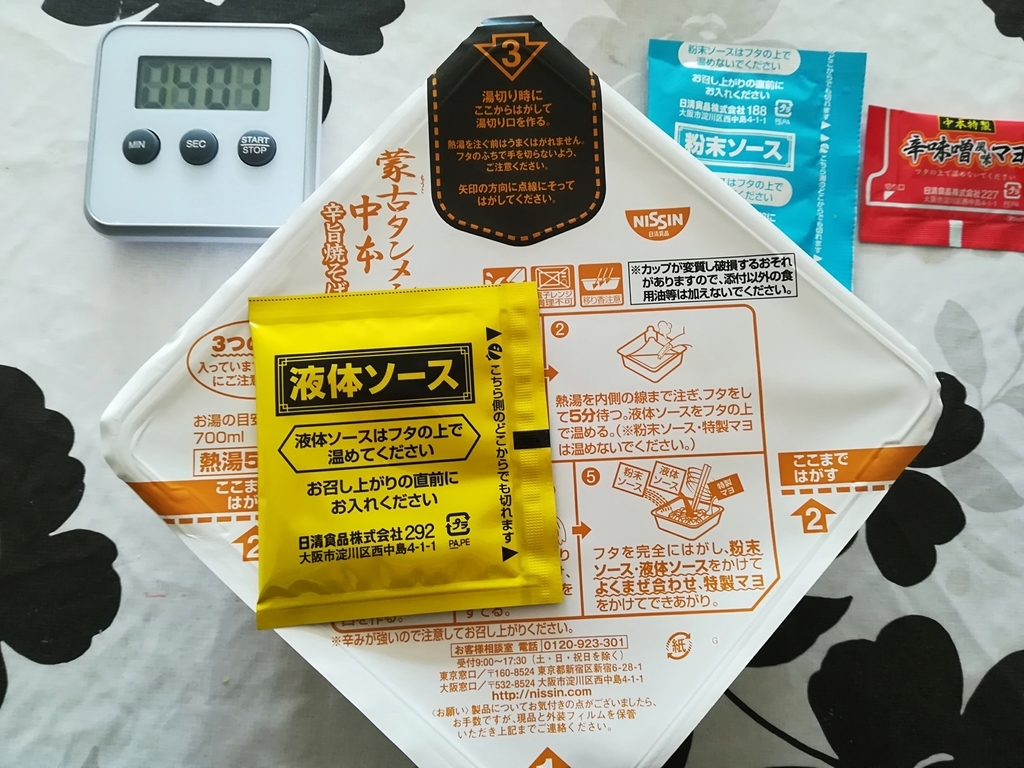 MIN
SEC
START
STOP
3
湯切り時に
ここからはがして
湯切り口を作る。
熱湯を注ぐ前はうまくはがれません。
フタのふちで手を切らないよう、
ご注意ください。
矢印の方向に点線にそって
はがしてください。
粉末ソースはフタの上で
温めないでください
お召し上がりの直前に
お入れください
日清食品株式会社 188
大阪市淀川区西中島4-1-1
粉末ソース
中本特製
辛味噌風味マヨ
フタの上で温めないでください
日清食品株式会社227
大阪市淀川区西中島4-1-1
蒙古タンメン
中本
辛旨焼そば
NISSIN
日清食品
電子レンジ
調理不可
移り香注意
※カップが変質し破損するおそれ
がありますので、添付以外の食
用油等は加えないでください。
3つの
入っていま
にご注意
お湯の目安
700ml
熱湯5
2
熱湯を内側の線まで注ぎ、フタをし
て5分待つ。液体ソースをフタの上
で温める。(※粉末ソース・特製マヨ
は温めないでください。)
5
粉末
ソース
液体
ソース
特製
マヨ
フタを完全にはがし、粉末
ソース・液体ソースをかけて
よくまぜ合わせ、特製マヨ
をかけてできあがり。
ここまで
はがす
2
ここま
はが
2
液体ソース
液体ソースはフタの上で
温めてください
お召し上がりの直前に
お入れください
日清食品株式会社292
大阪市淀川区西中島4-1-1
プラ
PA,PE
こちら側のどこからでも切れます
する。
※辛みが強いので注意してお召し上がりください。
お客様相談室 電話 0120-923-301
受付9:00〜17:30(土・日・祝日を除く)
東京窓口/〒160-8524 東京都新宿区新宿6-28-1
大阪窓口/〒532-8524 大阪市淀川区西中島4-1-1
http://nissin.com
〈お願い〉製品についてお気付きの点がございましたら、
お手数ですが、現品と外装フィルムを保管
いただき上記までご連絡ください。
紙
G
1